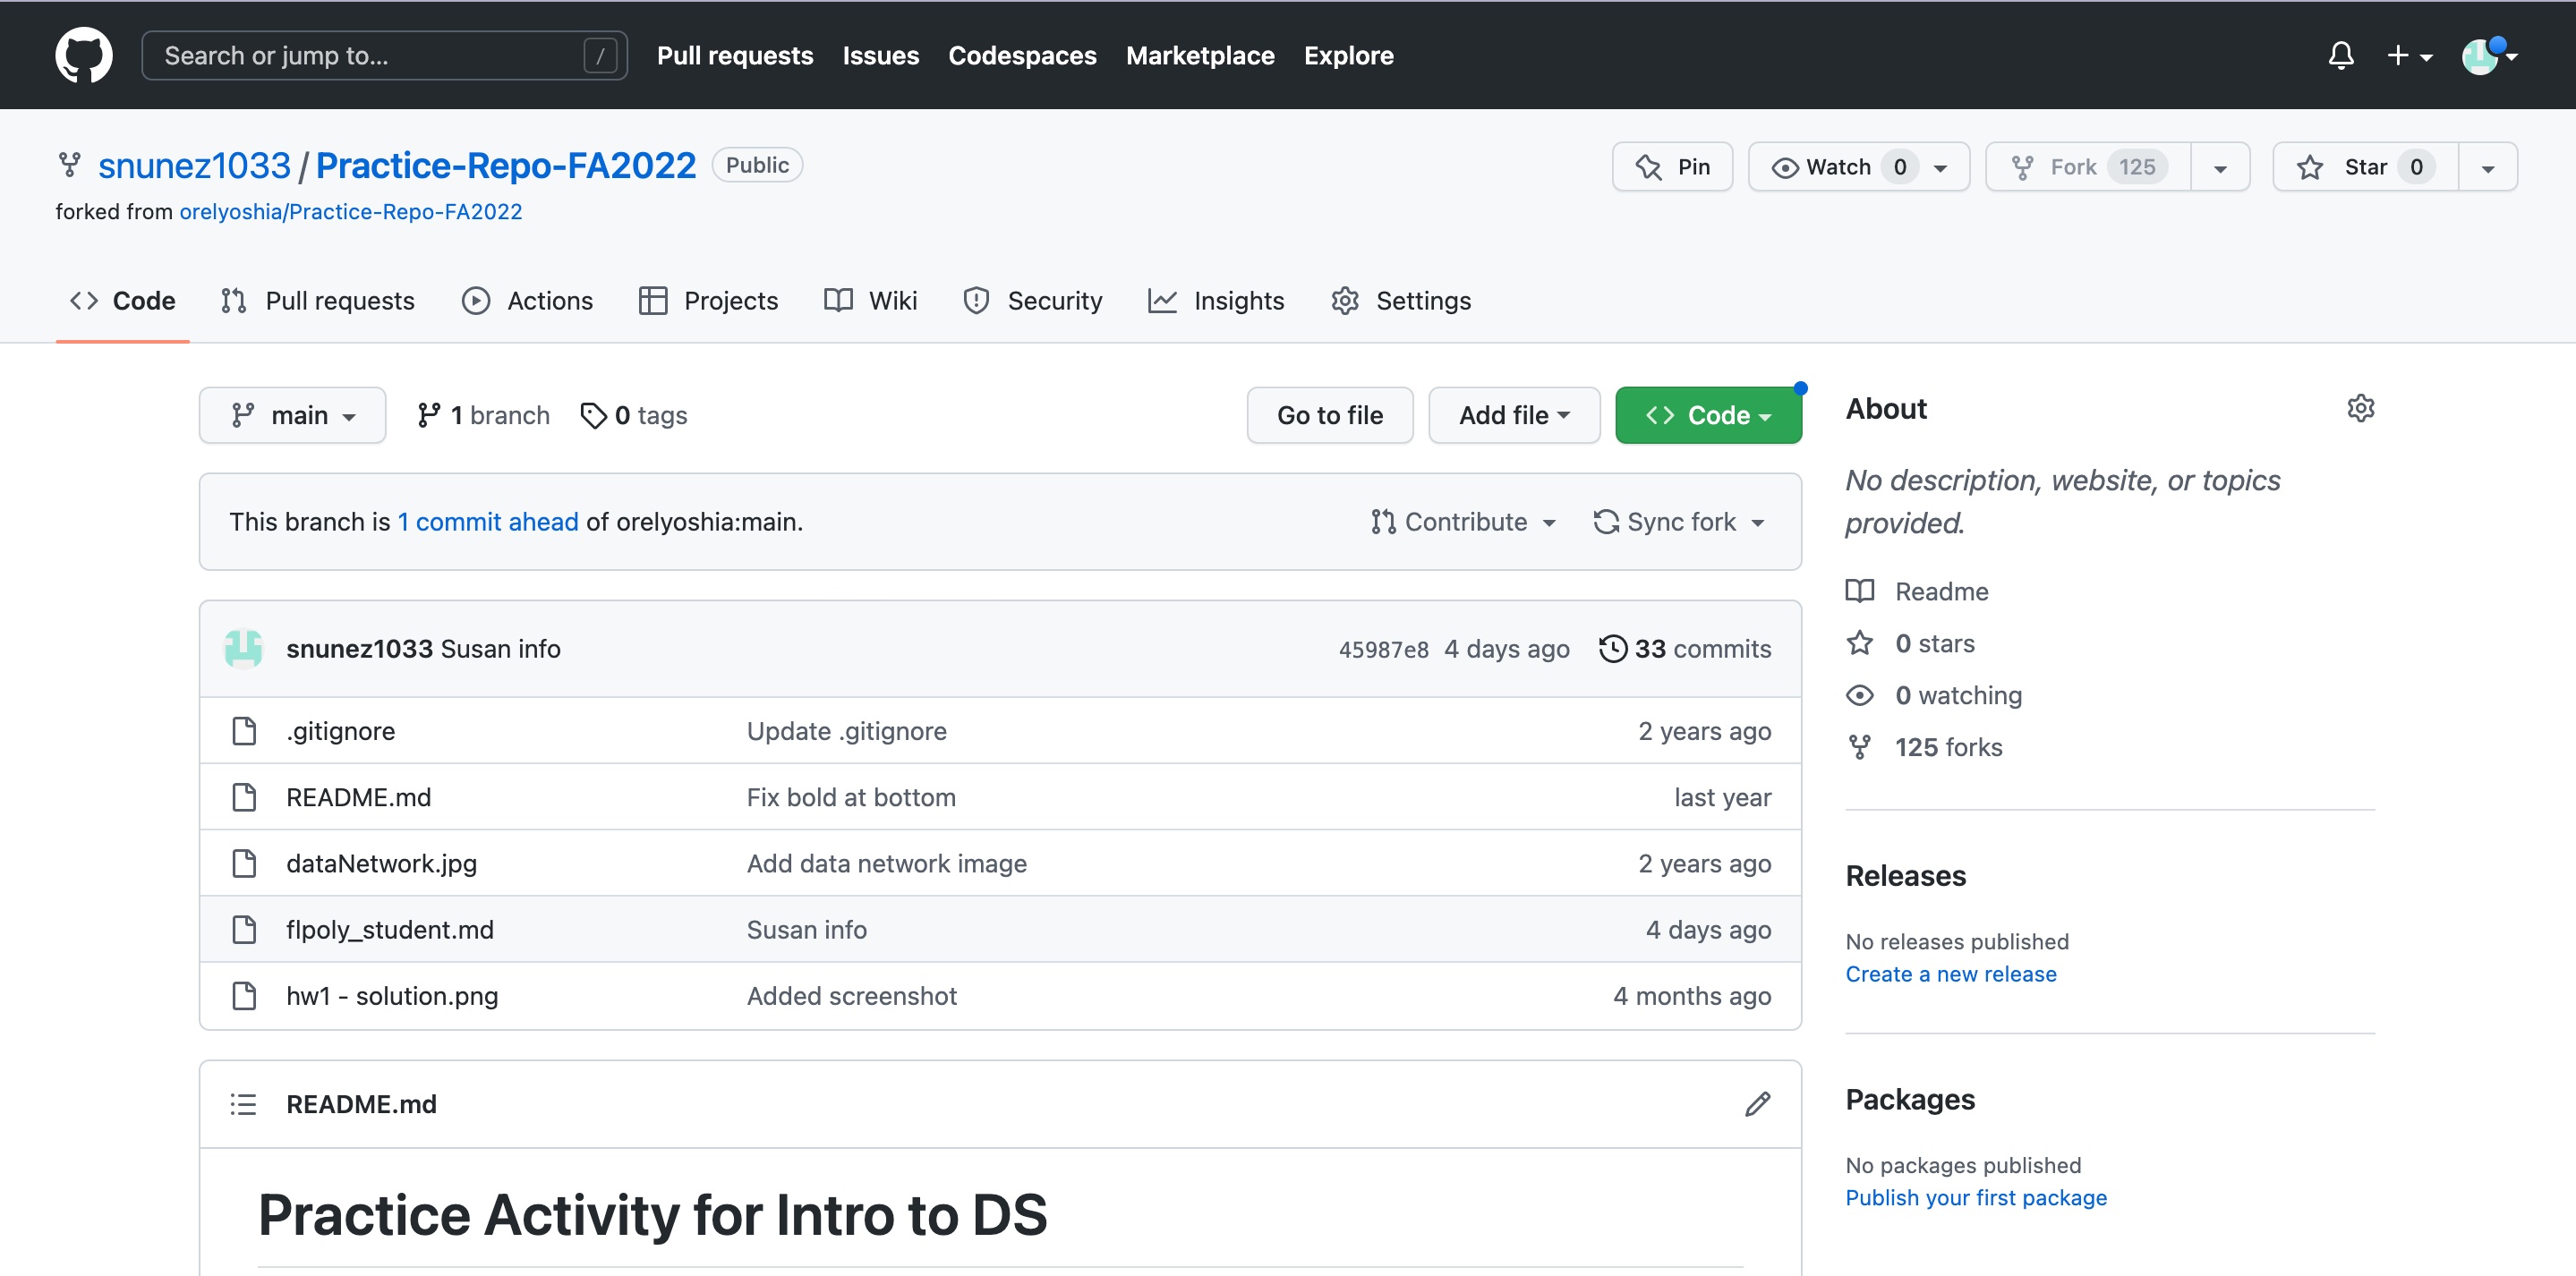 Search or jump to... / Pull requests Issues Codespaces Marketplace Explore
snunez1033 / Practice-Repo-FA2022 Public Pin Watch 0 Fork 125 Star 0
forked from orelyoshia/Practice-Repo-FA2022
Code Pull requests Actions Projects Wiki Security Insights Settings
main 1 branch 0 tags Go to file Add file Code
This branch is 1 commit ahead of orelyoshia:main. Contribute Sync fork
snunez1033 Susan info 45987e8 4 days ago 33 commits
.gitignore Update .gitignore 2 years ago
README.md Fix bold at bottom last year
dataNetwork.jpg Add data network image 2 years ago
flpoly_student.md Susan info 4 days ago
hw1 - solution.png Added screenshot 4 months ago
README.md
Practice Activity for Intro to DS
About
No description, website, or topics
provided.
Readme
0 stars
0 watching
125 forks
Releases
No releases published
Create a new release
Packages
No packages published
Publish your first package